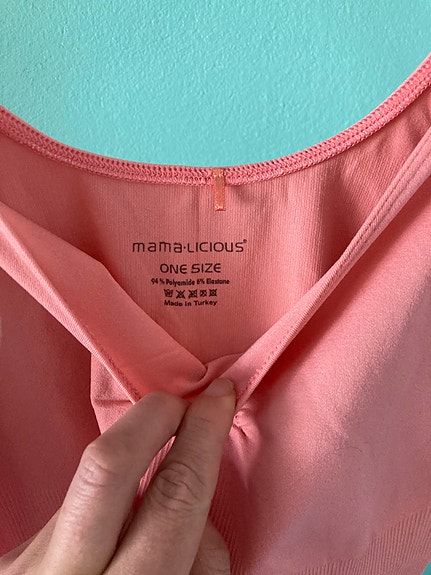 mama·LICIOUS®
ONE SIZE
94% Polyamide 6% Elastane
Made in Turkey